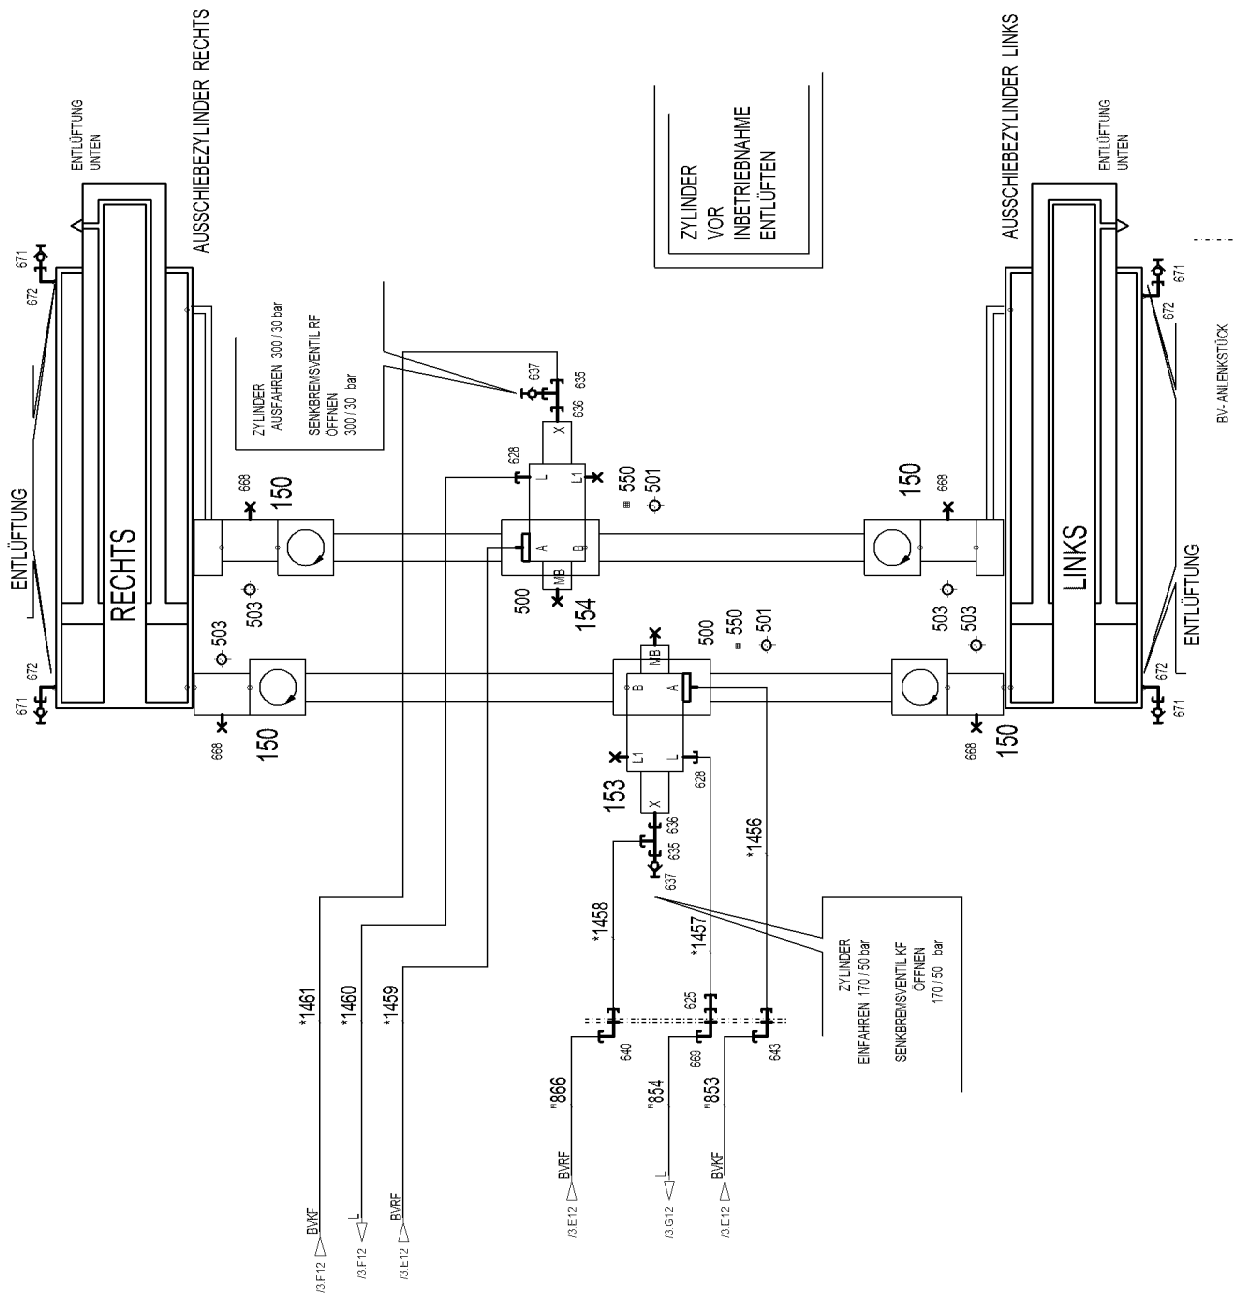 ENTLÜFTUNG
UNTEN
AUSSCHIEBEZYLINDER RECHTS
671
672
ENTLÜFTUNG
RECHTS
672
671
668
150
503
503
668
150
ZYLINDER
AUSFAHREN 300 / 30 bar
SENKBREMSVENTIL RF
ÖFFNEN
300 / 30 bar
637
635
636
X
628
L
L1
A
B
MB
500
154
550
501
ZYLINDER
VOR
INBETRIEBNAHME
ENTLÜFTEN
MB
B
A
500
550
501
L1
L
153
628
X
636
635
637
*1461
*1460
*1459
*1458
*1457
*1456
640
625
669
643
866
854
853
BVKF
L
BVRF
/3.F12
/3.F12
/3.E12
BVRF
L
BVKF
/3.E12
/3.G12
/3.E12
ZYLINDER
EINFAHREN 170 / 50 bar
SENKBREMSVENTIL KF
ÖFFNEN
170 / 50 bar
AUSSCHIEBEZYLINDER LINKS
ENTLÜFTUNG
UNTEN
671
672
LINKS
150
668
503
503
668
150
ENTLÜFTUNG
672
671
BV- ANLENKSTÜCK